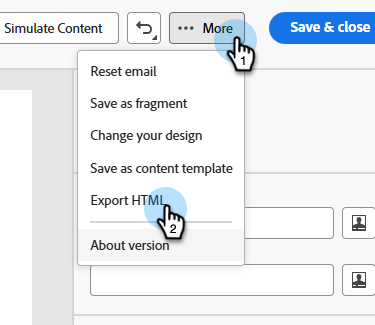 Simulate Content
••• More
Save & close
1
Reset email
Save as fragment
Change your design
Save as content template
Export HTML
2
About version